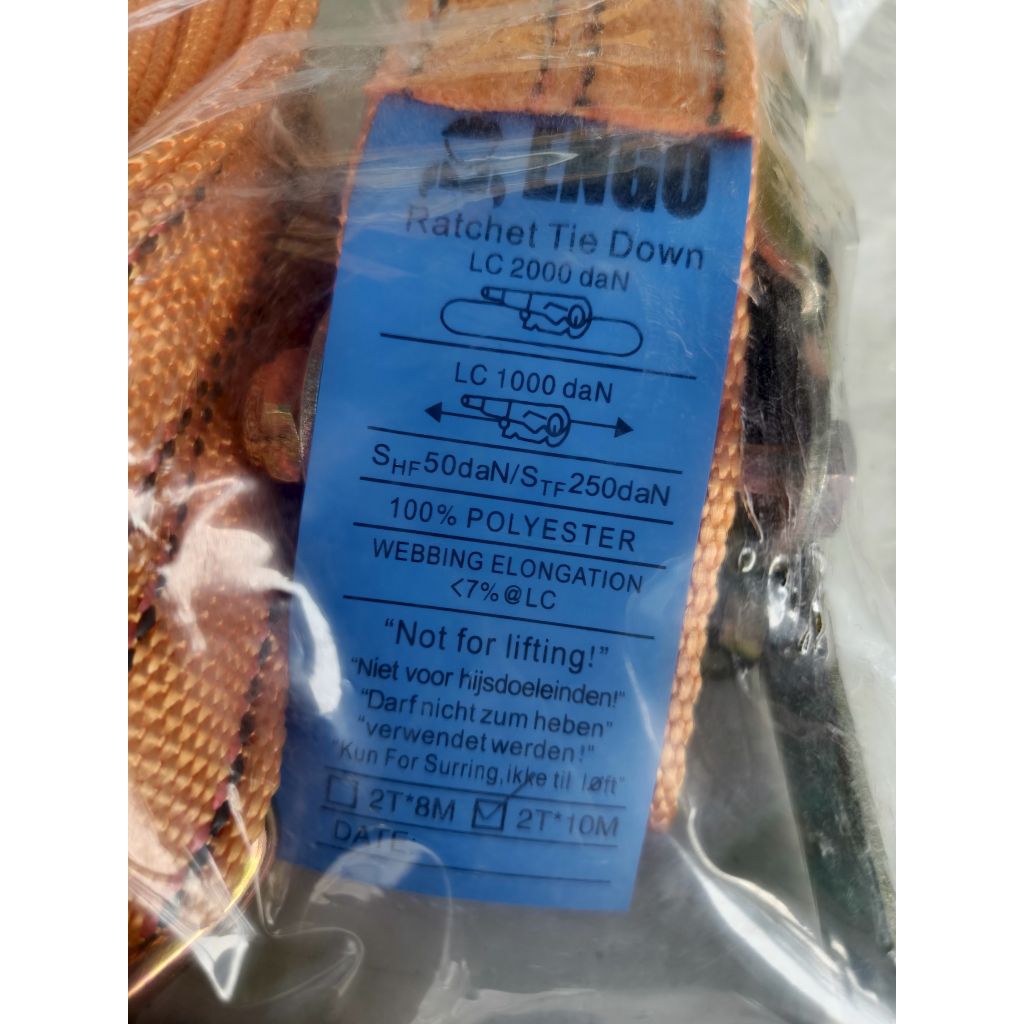 ENGO
Ratchet Tie Down
LC 2000 daN
LC 1000 daN
SHF50daN/STF250daN
100% POLYESTER
WEBBING ELONGATION
<7%@LC
“Not for lifting!”
“Niet voor hijsdoeleinden!”
“Darf nicht zum heben”
“verwendet werden!”
“Kun For Surring,ikke til løft”
2T*8M 2T*10M
DATE: